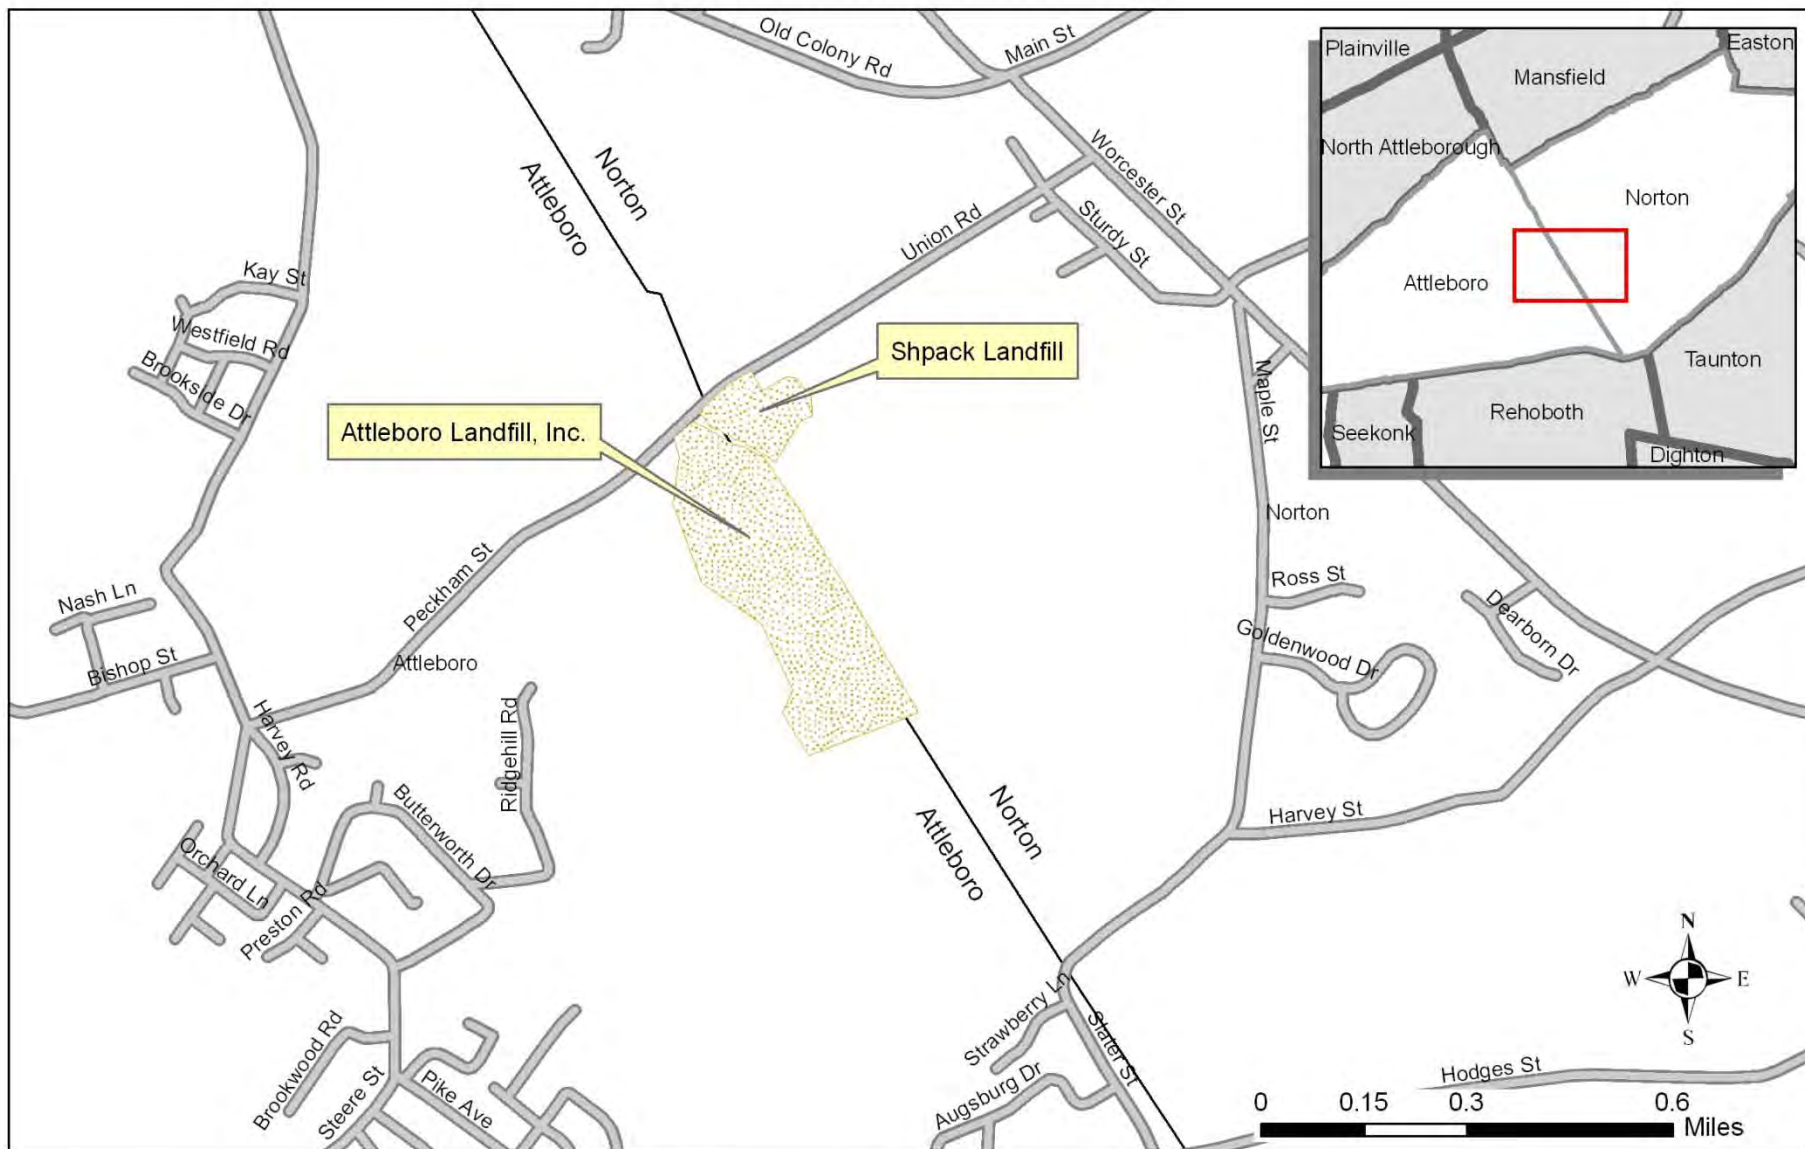 Old Colony Rd
Main St
Plainville
Mansfield
Easton
North Attleborough
Norton
Attleboro
Taunton
Rehoboth
Seekonk
Dighton
Norton
Attleboro
Worcester St
Union Rd
Sturdy St
Kay St
Westfield Rd
Brookside Dr
Shpack Landfill
Attleboro Landfill, Inc.
Maple St
Norton
Peckham St
Ross St
Nash Ln
Dearborn Dr
Goldenwood Dr
Bishop St
Attleboro
Harvey Rd
Ridgehill Rd
Butterworth Dr
Harvey St
Norton
Attleboro
Orchard Ln
Preston Rd
N
W
E
S
Strawberry Ln
Slater St
Brookwood Rd
Steere St
Pike Ave
Augsburg Dr
Hodges St
0 0.15 0.3 0.6
Miles